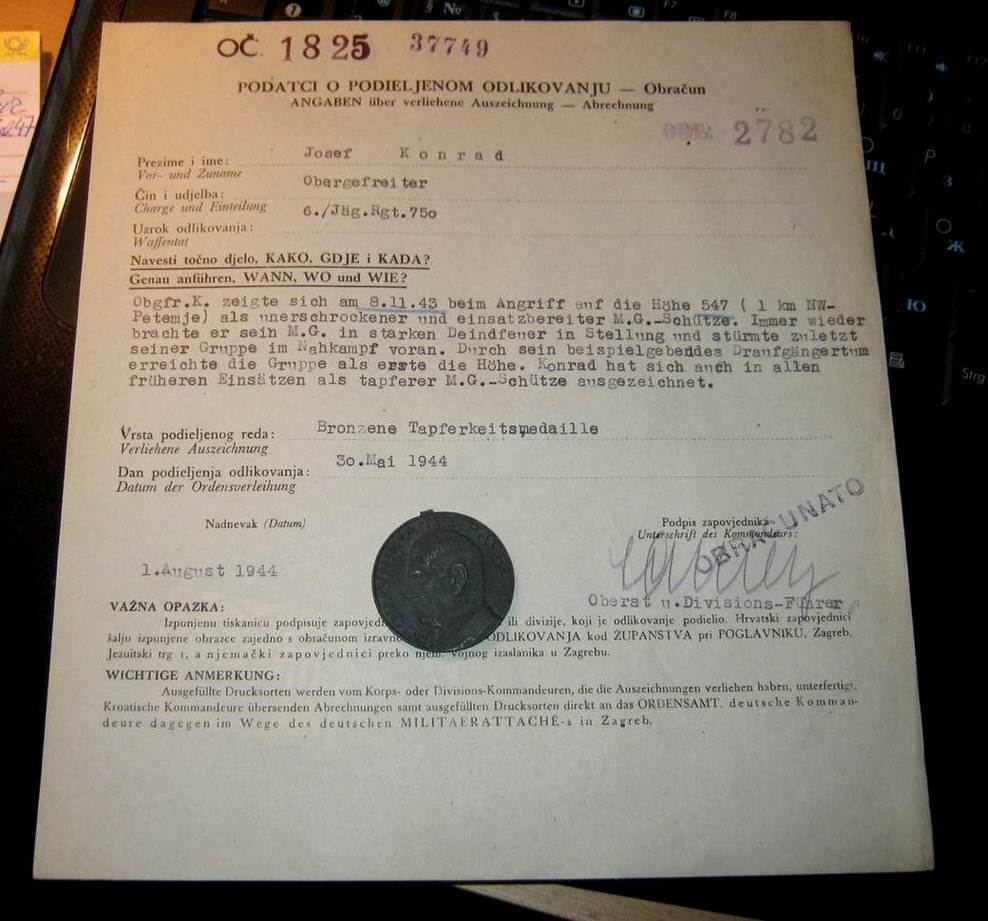 OČ. 1825 37749
PODATCI O PODIELJENOM ODLIKOVANJU — Obračun
ANGABEN über verliehene Auszeichnung — Abrechnung
2782
Prezime i ime: Josef Konrad
Vor- und Zuname
Čin i udjelba: Obergefreiter
Charge und Einteilung 6./Jäg.Rgt.75o
Uzrok odlikovanja:
Waffentat
Navesti točno djelo, KAKO, GDJE i KADA?
Genau anführen, WANN, WO und WIE?
Obgfr.K. zeigte sich am 8.11.43 beim Angriff auf die Höhe 547 ( 1 km NW-
Petemje) als unerschrockener und einsatzbereiter M.G.-Schütze. Immer wieder
brachte er sein M.G. in starken Deindfeuer in Stellung und stürmte zuletzt
seiner Gruppe im Nahkampf voran. Durch sein beispielgebendes Draufgängertum
erreichte die Gruppe als erste die Höhe. Konrad hat sich auch in allen
früheren Einsätzen als tapferer M.G.-Schütze ausgezeichnet.
Vrsta podieljenog reda: Bronzene Tapferkeitsmedaille
Verliehene Auszeichnung
Dan podieljenja odlikovanja: 3o.Mai 1944
Datum der Ordensverleihung
Nadnevak (Datum) Podpis zapovjednika
Unterschrift des Kommandeurs:
OBRAČUNATO
1.August 1944
Oberst u.Divisions-Führer
VAŽNA OPAZKA:
Izpunjenu tiskanicu podpisuje ili divizije, koji je odlikovanje podielio. Hrvatski zapovjednici
šalju izpunjene obrazce zajedno s obračunom ODLIKOVANJA kod ŽUPANSTVA pri POGLAVNIKU, Zagreb,
Jezuitski trg 1, a njemački zapovjednici preko njem. vojnog izaslanika u Zagrebu.
WICHTIGE ANMERKUNG:
Ausgefüllte Drucksorten werden vom Korps- oder Divisions-Kommandeuren, die die Auszeichnungen verliehen haben, unterfertigt.
Kroatische Kommandeure übersenden Abrechnungen samt ausgefüllten Drucksorten direkt an das ORDENSAMT, deutsche Komman-
deure dagegen im Wege des deutschen MILITAERATTACHÉ-s in Zagreb.
№
F7
F8
P
Щ
З
Ж
Ю
Strg